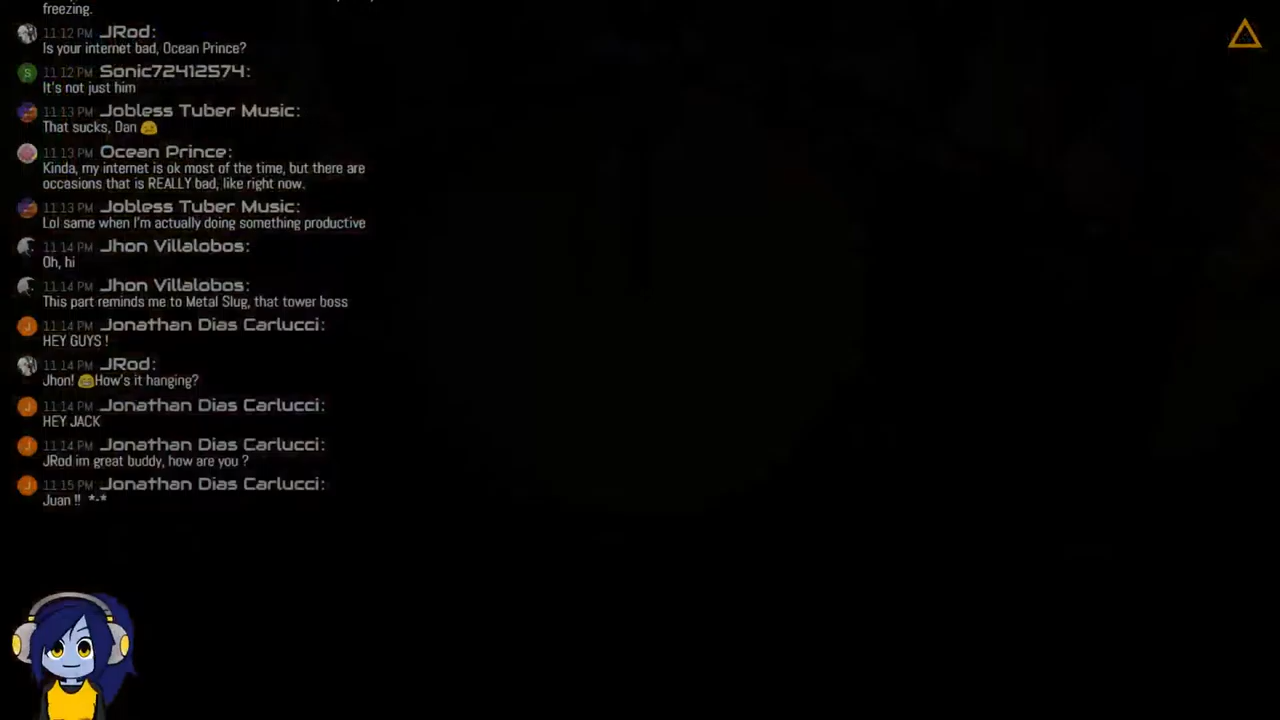 freezing.
11:12 PM JRod:
Is your internet bad, Ocean Prince?
S 11:12 PM Sonic72412574:
It's not just him
11:13 PM Jobless Tuber Music:
That sucks, Dan 😕
11:13 PM Ocean Prince:
Kinda, my internet is ok most of the time, but there are
occasions that is REALLY bad, like right now.
11:13 PM Jobless Tuber Music:
Lol same when I'm actually doing something productive
11:14 PM Jhon Villalobos:
Oh, hi
11:14 PM Jhon Villalobos:
This part reminds me to Metal Slug, that tower boss
J 11:14 PM Jonathan Dias Carlucci:
HEY GUYS !
11:14 PM JRod:
Jhon! 😄How's it hanging?
J 11:14 PM Jonathan Dias Carlucci:
HEY JACK
J 11:14 PM Jonathan Dias Carlucci:
JRod im great buddy, how are you ?
J 11:15 PM Jonathan Dias Carlucci:
Juan !! *-*